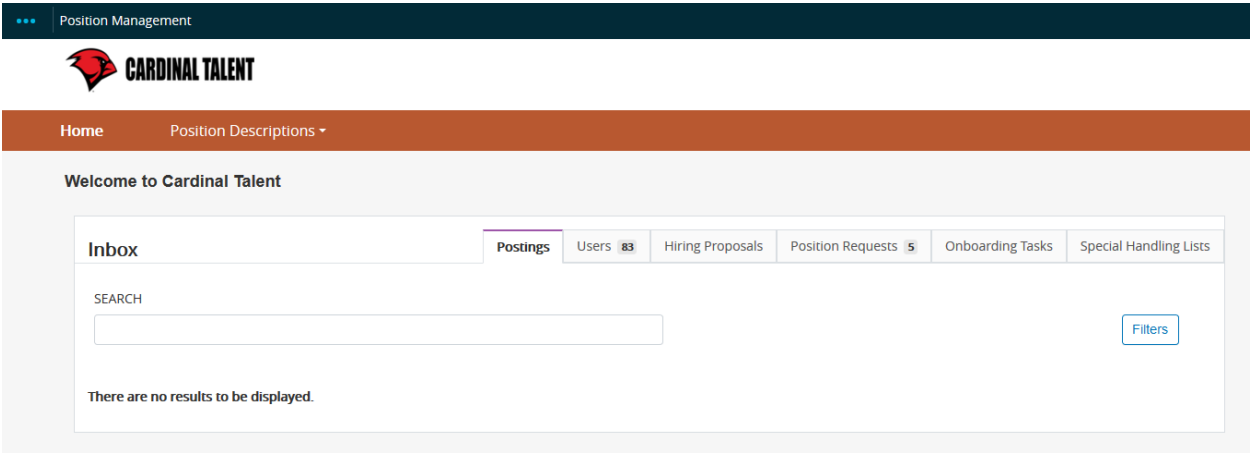 Position Management
CARDINAL TALENT
Home Position Descriptions
Welcome to Cardinal Talent
Inbox Postings Users 83 Hiring Proposals Position Requests 5 Onboarding Tasks Special Handling Lists
SEARCH
Filters
There are no results to be displayed.